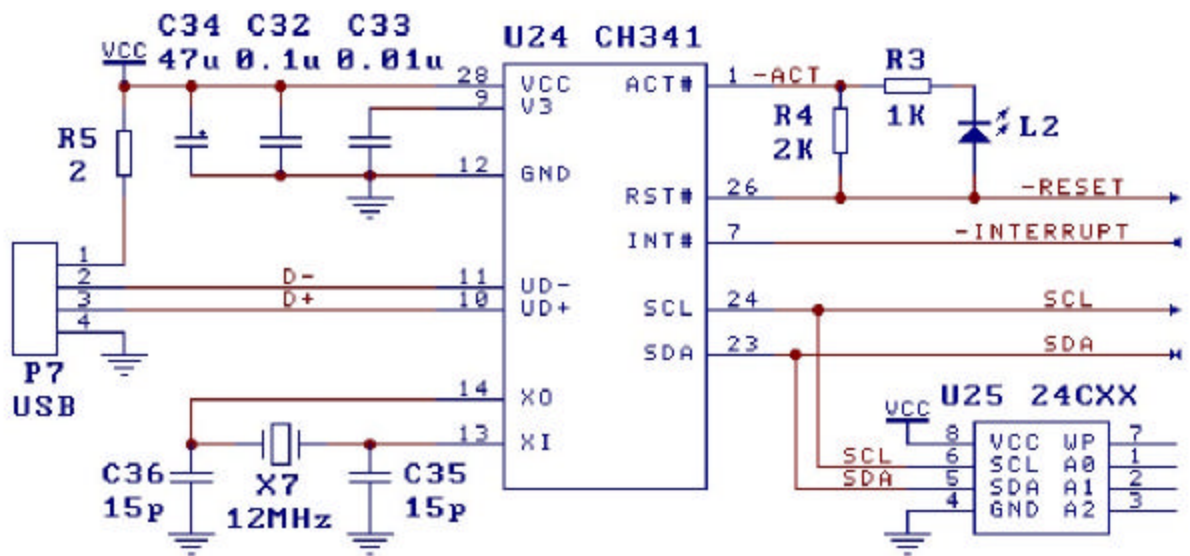 C34 C32 C33
VCC 47u 0.1u 0.01u
U24 CH341
28 VCC
9 V3
12 GND
11 UD-
10 UD+
14 XO
13 XI
ACT# 1 -ACT
RST# 26 -RESET
INT# 7 -INTERRUPT
SCL 24 SCL
SDA 23 SDA
R3
1K
R4
2K
L2
R5
2
1
2 D-
3 D+
4
P7
USB
C36
15p
X7
12MHz
C35
15p
U25 24CXX
VCC
8 VCC WP 7
SCL 6 SCL A0 1
SDA 5 SDA A1 2
4 GND A2 3